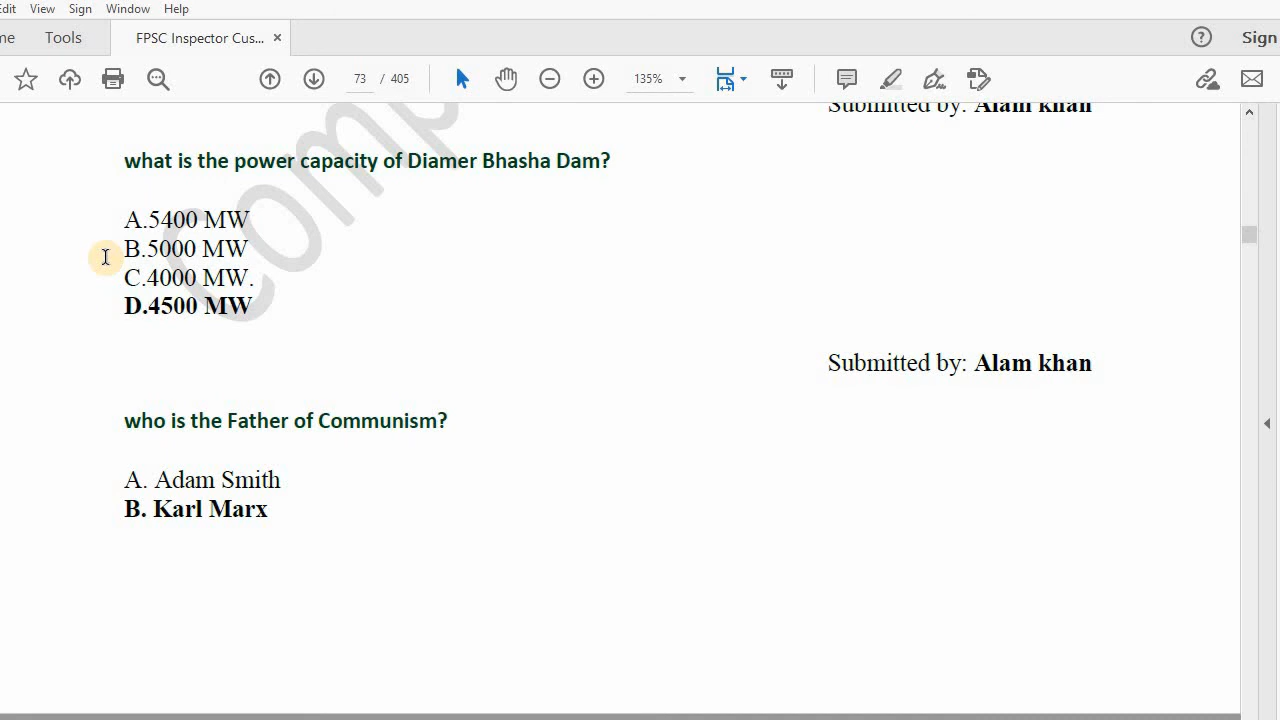 Edit View Sign Window Help
me Tools FPSC Inspector Cus... × ? Sign
73 / 405 135%
Submitted by: Alam khan
Comp
what is the power capacity of Diamer Bhasha Dam?
A.5400 MW
B.5000 MW
C.4000 MW.
D.4500 MW
Submitted by: Alam khan
who is the Father of Communism?
A. Adam Smith
B. Karl Marx